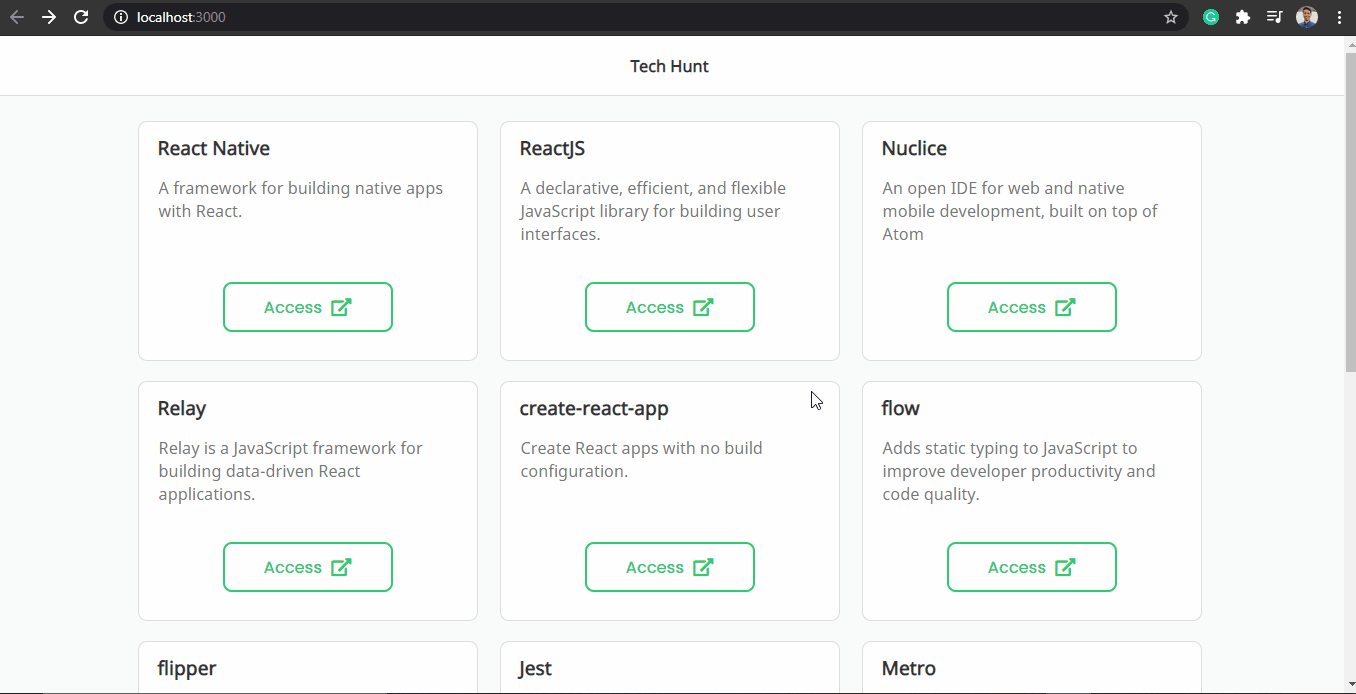 localhost:3000
Tech Hunt
React Native
A framework for building native apps
with React.
Access
ReactJS
A declarative, efficient, and flexible
JavaScript library for building user
interfaces.
Access
Nuclice
An open IDE for web and native
mobile development, built on top of
Atom
Access
Relay
Relay is a JavaScript framework for
building data-driven React
applications.
Access
create-react-app
Create React apps with no build
configuration.
Access
flow
Adds static typing to JavaScript to
improve developer productivity and
code quality.
Access
flipper
Jest
Metro